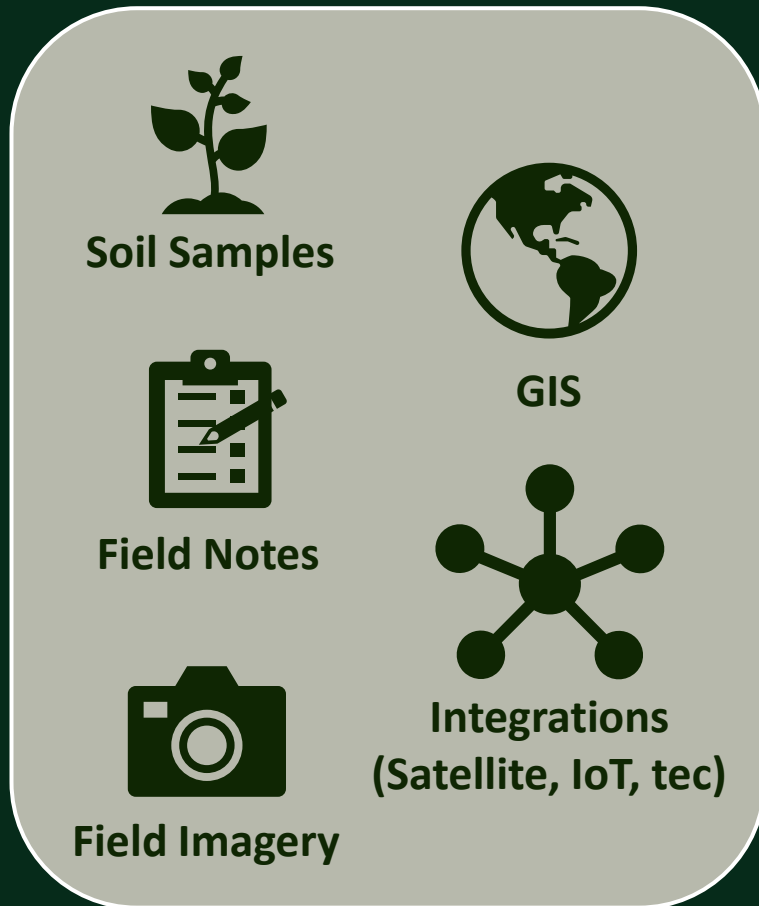 Soil Samples
GIS
Field Notes
Integrations
(Satellite, IoT, tec)
Field Imagery